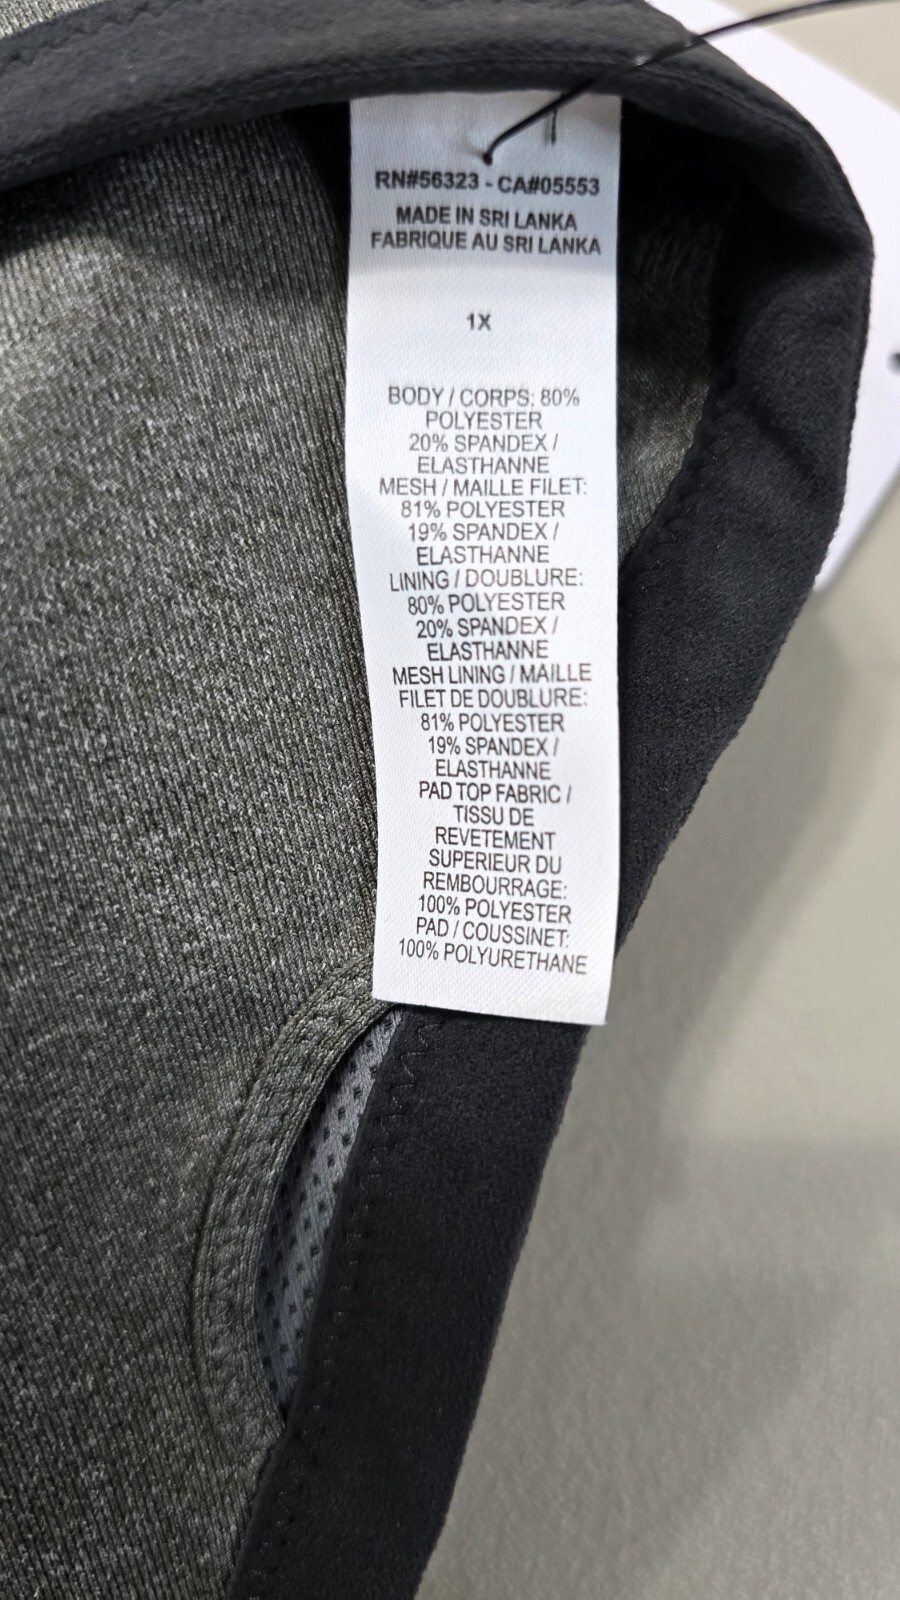 RN#56323 - CA#05553
MADE IN SRI LANKA
FABRIQUE AU SRI LANKA
1X
BODY / CORPS: 80%
POLYESTER
20% SPANDEX /
ELASTHANNE
MESH / MAILLE FILET:
81% POLYESTER
19% SPANDEX /
ELASTHANNE
LINING / DOUBLURE:
80% POLYESTER
20% SPANDEX /
ELASTHANNE
MESH LINING / MAILLE
FILET DE DOUBLURE:
81% POLYESTER
19% SPANDEX /
ELASTHANNE
PAD TOP FABRIC /
TISSU DE
REVETEMENT
SUPERIEUR DU
REMBOURRAGE:
100% POLYESTER
PAD / COUSSINET:
100% POLYURETHANE